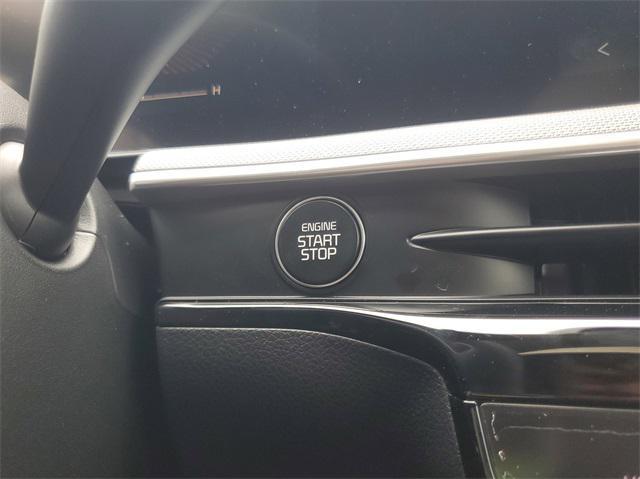 H
<
ENGINE
START
STOP